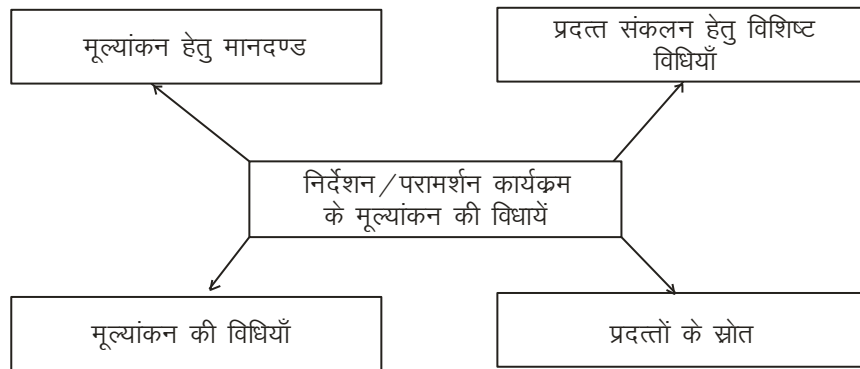 मूल्यांकन हेतु मानदण्ड
प्रदत्त संकलन हेतु विशिष्ट
विधियाँ
निर्देशन/परामर्शन कार्यक्रम
के मूल्यांकन की विधायें
मूल्यांकन की विधियाँ
प्रदत्तों के स्रोत